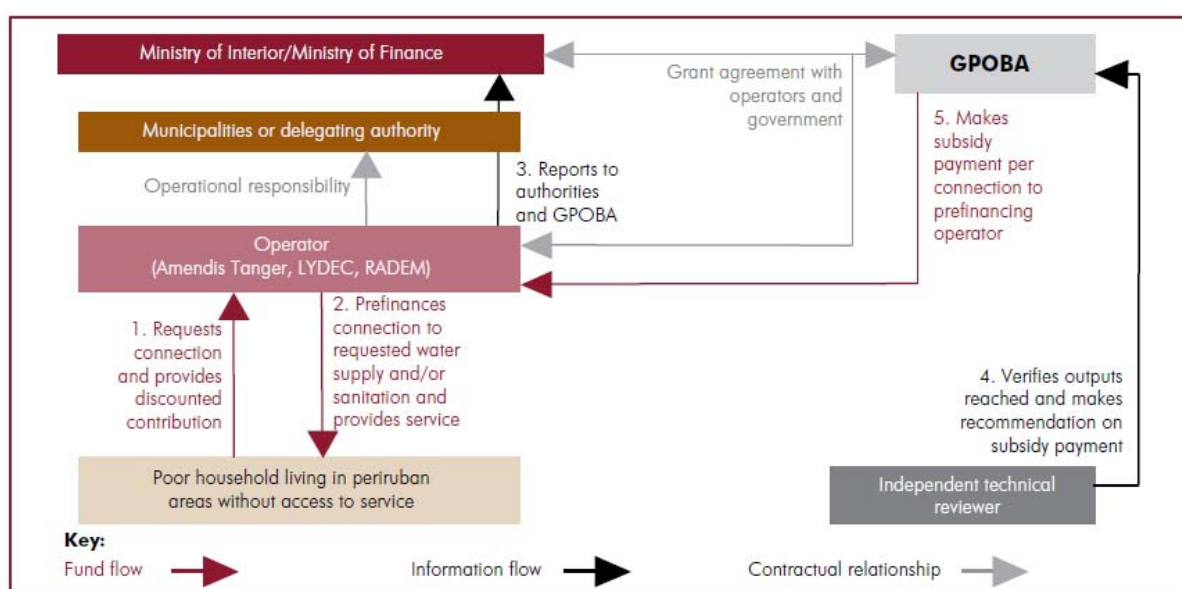 Ministry of Interior/Ministry of Finance
GPOBA
Grant agreement with
operators and
government
Municipalities or delegating authority
Operational responsibility
3. Reports to
authorities
and GPOBA
5. Makes
subsidy
payment per
connection to
prefinancing
operator
Operator
(Amendis Tanger, LYDEC, RADEM)
1. Requests
connection
and provides
discounted
contribution
2. Prefinances
connection to
requested water
supply and/or
sanitation and
provides service
4. Verifies outputs
reached and makes
recommendation on
subsidy payment
Poor household living in periruban
areas without access to service
Independent technical
reviewer
Key:
Fund flow
Information flow
Contractual relationship